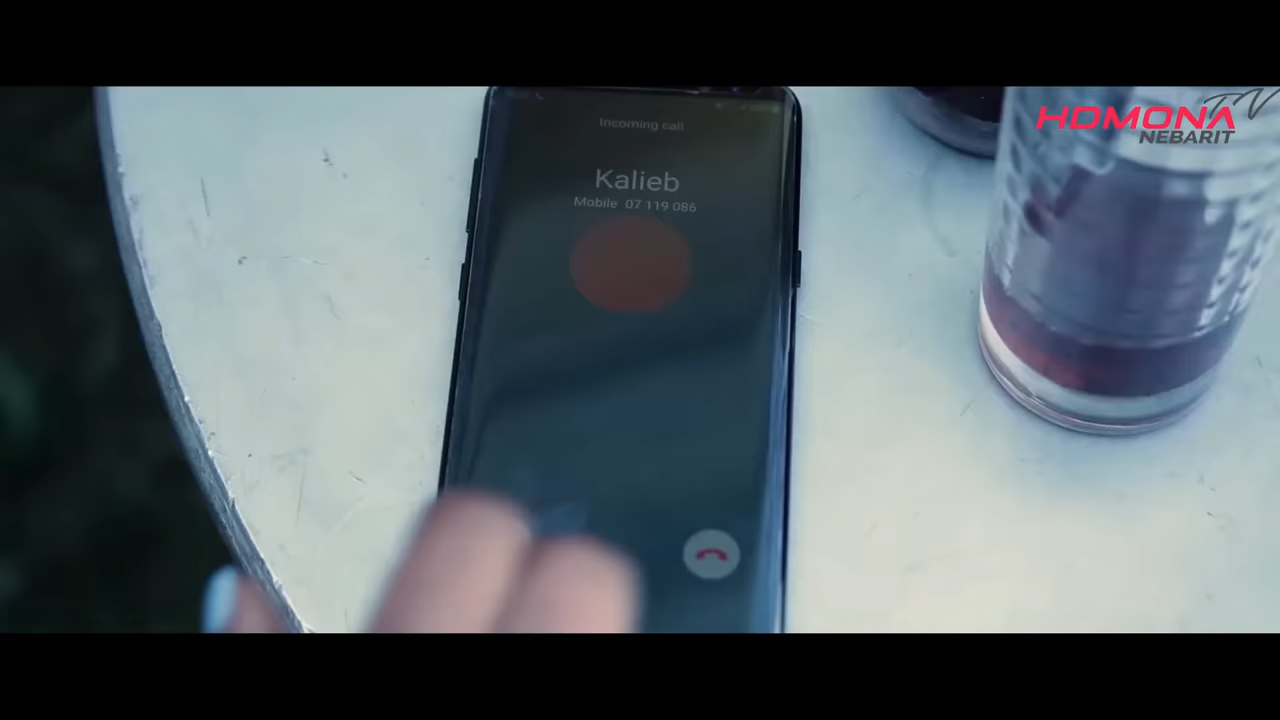 HDMONA TV
NEBARIT
Incoming call
Kalieb
Mobile 07 119 086